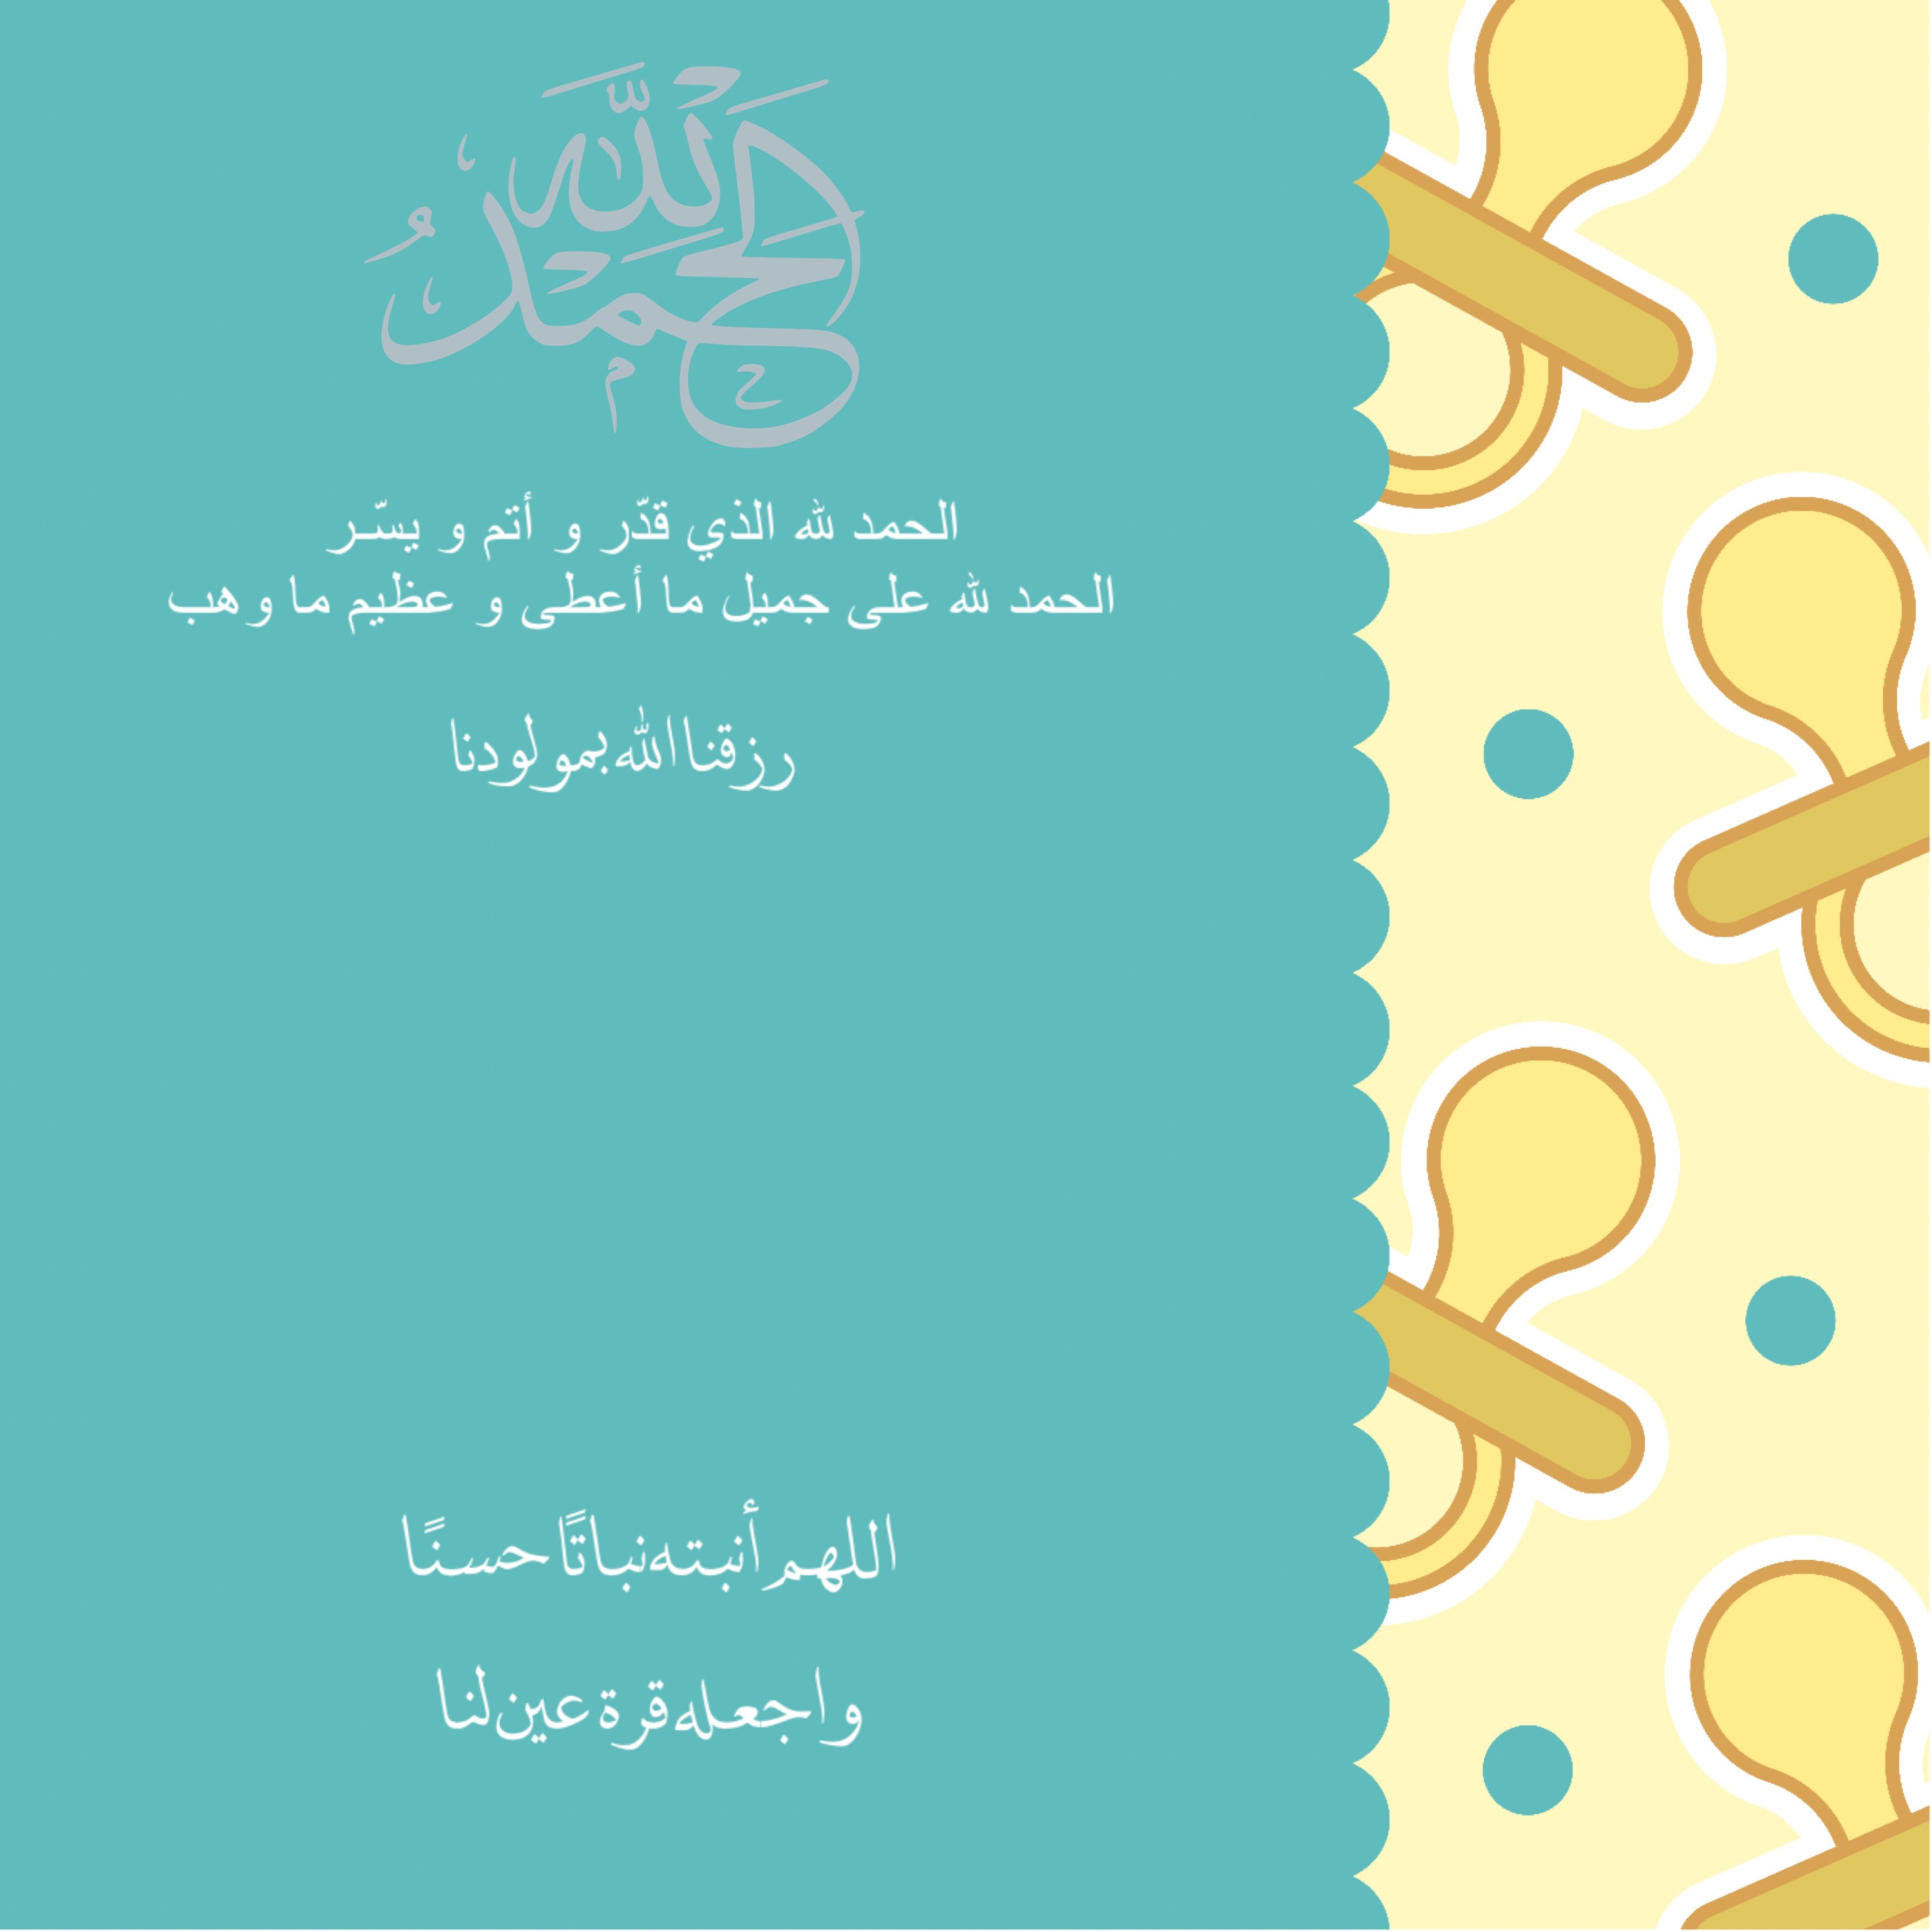 الحمد لله
الحمد لله الذي قدّر و أتم و يسّر
الحمد لله على جميل ما أعطى و عظيم ما وهب
رزقنا الله بمولودنا
اللهم أنبته نباتًا حسنًا
واجعله قرة عين لنا